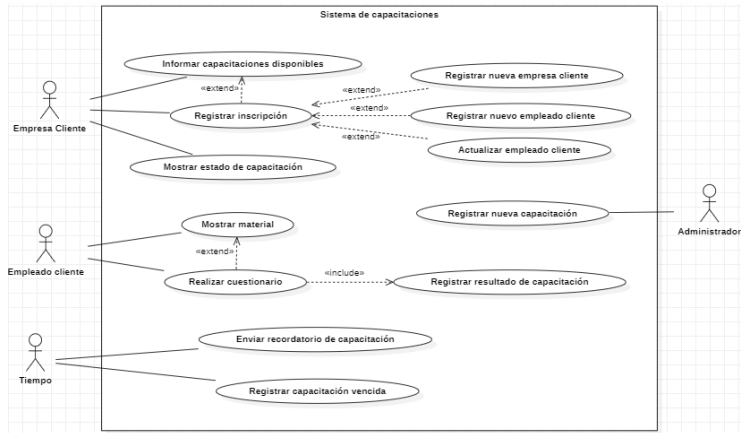 Sistema de capacitaciones
Informar capacitaciones disponibles
«extend»
Registrar nueva empresa cliente
«extend»
Empresa Cliente
Registrar inscripción
«extend»
Registrar nuevo empleado cliente
«extend»
Actualizar empleado cliente
Mostrar estado de capacitación
Registrar nueva capacitación
Administrador
Mostrar material
«extend»
Empleado cliente
Realizar cuestionario
«include»
Registrar resultado de capacitación
Enviar recordatorio de capacitación
Tiempo
Registrar capacitación vencida